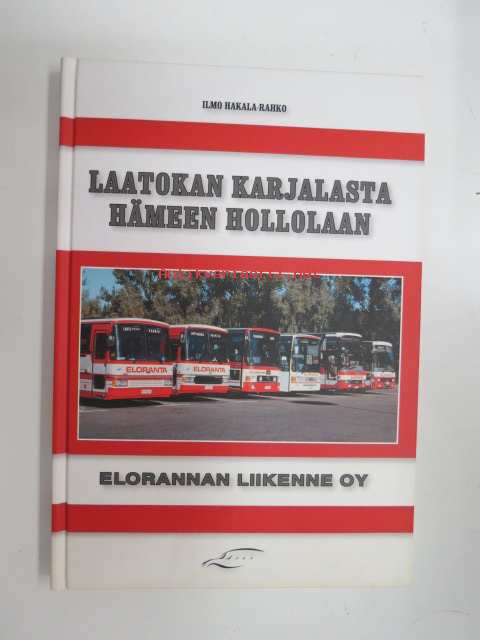 ILMO HAKALA-RAHKO
LAATOKAN KARJALASTA
HÄMEEN HOLLOLAAN
ELORANTA
ELORANTA
ELORANNAN LIIKENNE OY